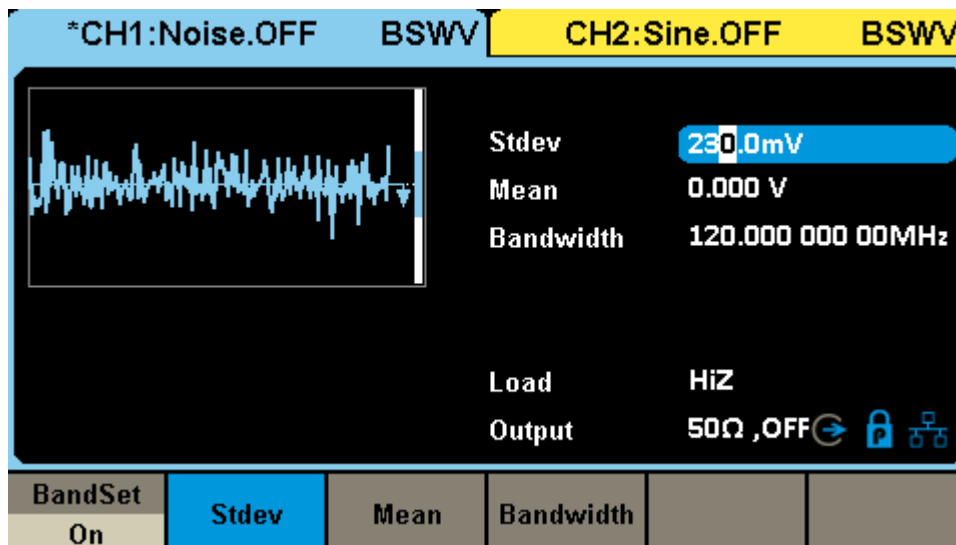 *CH1:Noise.OFF BSWV CH2:Sine.OFF BSWV
Stdev 230.0mV
Mean 0.000 V
Bandwidth 120.000 000 00MHz
Load HiZ
Output 50Ω ,OFF P
BandSet Stdev Mean Bandwidth
On